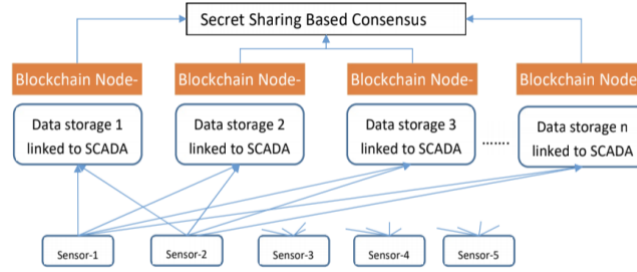 Secret Sharing Based Consensus
Blockchain Node-
Blockchain Node-
Blockchain Node-
Blockchain Node
Data storage 1
linked to SCADA
Data storage 2
linked to SCADA
Data storage 3
linked to SCADA
.......
Data storage n
linked to SCADA
Sensor-1
Sensor-2
Sensor-3
Sensor-4
Sensor-5